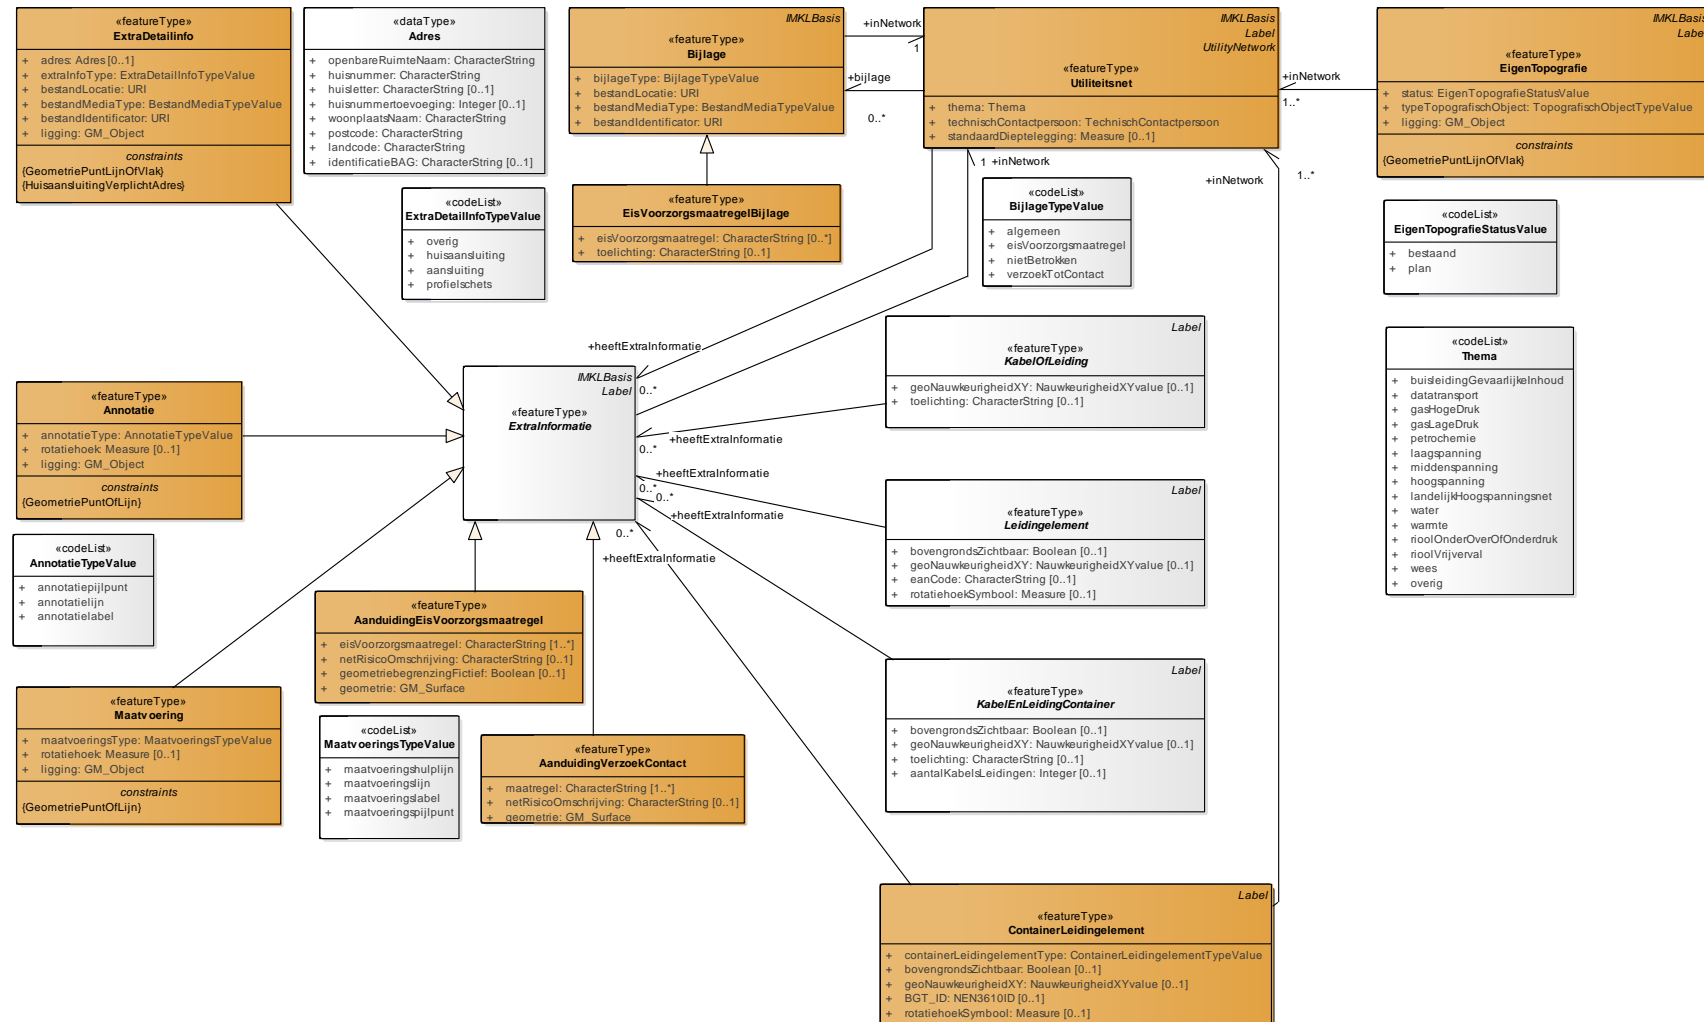 «featureType»
ExtraDetailinfo
+ adres: Adres [0..1]
+ extraInfoType: ExtraDetailInfoTypeValue
+ bestandLocatie: URI
+ bestandMediaType: BestandMediaTypeValue
+ bestandIdentificator: URI
+ ligging: GM_Object
constraints
{GeometriePuntLijnOfVlak}
{HuisaansluitingVerplichtAdres}
«dataType»
Adres
+ openbareRuimteNaam: CharacterString
+ huisnummer: CharacterString
+ huisletter: CharacterString [0..1]
+ huisnummertoevoeging: Integer [0..1]
+ woonplaatsNaam: CharacterString
+ postcode: CharacterString
+ landcode: CharacterString
+ identificatieBAG: CharacterString [0..1]
«codeList»
ExtraDetailInfoTypeValue
+ overig
+ huisaansluiting
+ aansluiting
+ profielschets
IMKLBasis
«featureType»
Bijlage
+ bijlageType: BijlageTypeValue
+ bestandLocatie: URI
+ bestandMediaType: BestandMediaTypeValue
+ bestandIdentificator: URI
«featureType»
EisVoorzorgsmaatregelBijlage
+ eisVoorzorgsmaatregel: CharacterString [0..*]
+ toelichting: CharacterString [0..1]
+inNetwork
1
+bijlage
0..*
IMKLBasis
Label
UtilityNetwork
«featureType»
Utiliteitsnet
+ thema: Thema
+ technischContactpersoon: TechnischContactpersoon
+ standaardDieptelegging: Measure [0..1]
+inNetwork
1..*
IMKLBasis
Label
«featureType»
EigenTopografie
+ status: EigenTopografieStatusValue
+ typeTopografischObject: TopografischObjectTypeValue
+ ligging: GM_Object
constraints
{GeometriePuntLijnOfVlak}
1 +inNetwork
+inNetwork
1..*
«codeList»
BijlageTypeValue
+ algemeen
+ eisVoorzorgsmaatregel
+ nietBetrokken
+ verzoekTotContact
«codeList»
EigenTopografieStatusValue
+ bestaand
+ plan
«codeList»
Thema
+ buisleidingGevaarlijkeInhoud
+ datatransport
+ gasHogeDruk
+ gasLageDruk
+ petrochemie
+ laagspanning
+ middenspanning
+ hoogspanning
+ landelijkHoogspanningsnet
+ water
+ warmte
+ rioolOnderOverOfOnderdruk
+ rioolVrijverval
+ wees
+ overig
+heeftExtraInformatie
0..*
IMKLBasis
Label
«featureType»
ExtraInformatie
Label
«featureType»
KabelOfLeiding
+ geoNauwkeurigheidXY: NauwkeurigheidXYvalue [0..1]
+ toelichting: CharacterString [0..1]
+heeftExtraInformatie
0..*
+heeftExtraInformatie
0..*
0..*
+heeftExtraInformatie
0..*
+heeftExtraInformatie
Label
«featureType»
Leidingelement
+ bovengrondsZichtbaar: Boolean [0..1]
+ geoNauwkeurigheidXY: NauwkeurigheidXYvalue [0..1]
+ eanCode: CharacterString [0..1]
+ rotatiehoekSymbool: Measure [0..1]
«featureType»
Annotatie
+ annotatieType: AnnotatieTypeValue
+ rotatiehoek: Measure [0..1]
+ ligging: GM_Object
constraints
{GeometriePuntOfLijn}
«codeList»
AnnotatieTypeValue
+ annotatiepijlpunt
+ annotatielijn
+ annotatielabel
«featureType»
AanduidingEisVoorzorgsmaatregel
+ eisVoorzorgsmaatregel: CharacterString [1..*]
+ netRisicoOmschrijving: CharacterString [0..1]
+ geometriebegrenzingFictief: Boolean [0..1]
+ geometrie: GM_Surface
Label
«featureType»
KabelEnLeidingContainer
+ bovengrondsZichtbaar: Boolean [0..1]
+ geoNauwkeurigheidXY: NauwkeurigheidXYvalue [0..1]
+ toelichting: CharacterString [0..1]
+ aantalKabelsLeidingen: Integer [0..1]
«featureType»
Maatvoering
+ maatvoeringsType: MaatvoeringsTypeValue
+ rotatiehoek: Measure [0..1]
+ ligging: GM_Object
constraints
{GeometriePuntOfLijn}
«codeList»
MaatvoeringsTypeValue
+ maatvoeringshulplijn
+ maatvoeringslijn
+ maatvoeringslabel
+ maatvoeringspijlpunt
«featureType»
AanduidingVerzoekContact
+ maatregel: CharacterString [1..*]
+ netRisicoOmschrijving: CharacterString [0..1]
+ geometrie: GM_Surface
Label
«featureType»
ContainerLeidingelement
+ containerLeidingelementType: ContainerLeidingelementTypeValue
+ bovengrondsZichtbaar: Boolean [0..1]
+ geoNauwkeurigheidXY: NauwkeurigheidXYvalue [0..1]
+ BGT_ID: NEN3610ID [0..1]
+ rotatiehoekSymbool: Measure [0..1]